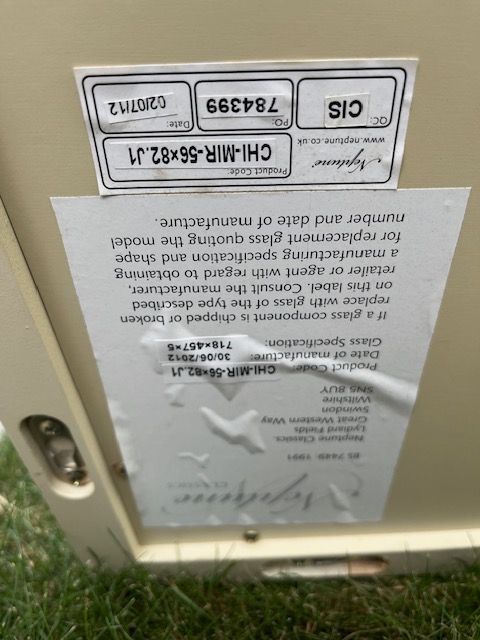 Neptune
CLASSICS
BS 7449: 1991
Neptune Classics
Lydiard Fields
Great Western Way
Swindon
Wiltshire
SN5 8UY
Product Code: CHI-MIR-56×82.J1
Date of manufacture: 30/06/2012
Glass Specification: 718×457×5
If a glass component is chipped or broken
replace with glass of the type described
on this label. Consult the manufacturer,
retailer or agent with regard to obtaining
a manufacturing specification and shape
for replacement glass quoting the model
number and date of manufacture.
Neptune
www.neptune.co.uk
Product Code:
CHI-MIR-56×82.J1
QC: CIS
PO: 784399
Date: 02/07/12